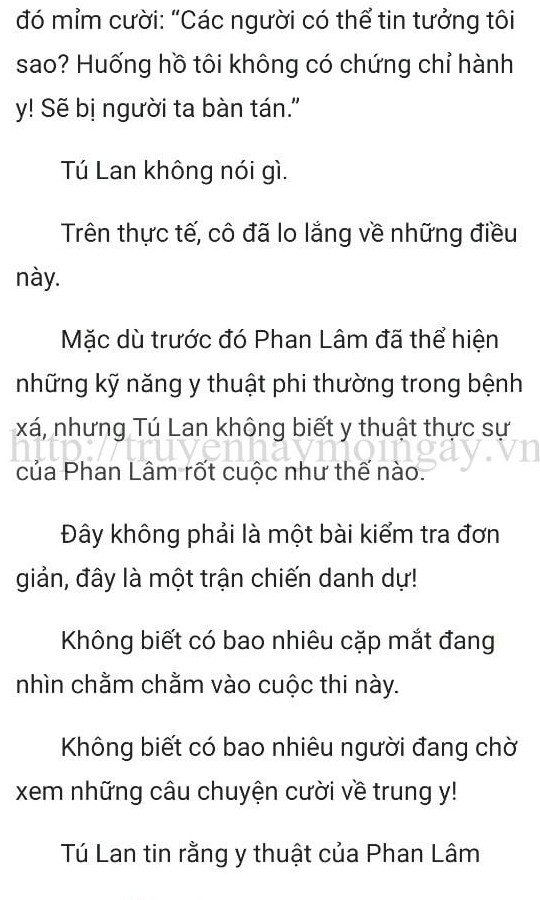 đó mỉm cười: “Các người có thể tin tưởng tôi
sao? Huống hồ tôi không có chứng chỉ hành
y! Sẽ bị người ta bàn tán.”
Tú Lan không nói gì.
Trên thực tế, cô đã lo lắng về những điều
này.
Mặc dù trước đó Phan Lâm đã thể hiện
những kỹ năng y thuật phi thường trong bệnh
xá, nhưng Tú Lan không biết y thuật thực sự
http://truyenhaymoingay.vn
của Phan Lâm rốt cuộc như thế nào.
Đây không phải là một bài kiểm tra đơn
giản, đây là một trận chiến danh dự!
Không biết có bao nhiêu cặp mắt đang
nhìn chằm chằm vào cuộc thi này.
Không biết có bao nhiêu người đang chờ
xem những câu chuyện cười về trung y!
Tú Lan tin rằng y thuật của Phan Lâm